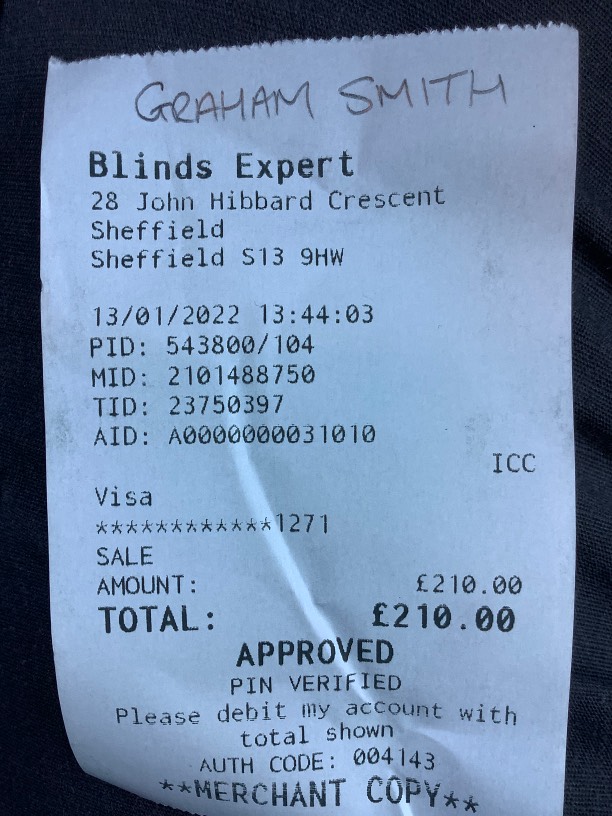 GRAHAM SMITH
Blinds Expert
28 John Hibbard Crescent
Sheffield
Sheffield S13 9HW
13/01/2022 13:44:03
PID: 543800/104
MID: 2101488750
TID: 23750397
AID: A0000000031010
ICC
Visa
************1271
SALE
AMOUNT: £210.00
TOTAL: £210.00
APPROVED
PIN VERIFIED
Please debit my account with
total shown
AUTH CODE: 004143
**MERCHANT COPY**